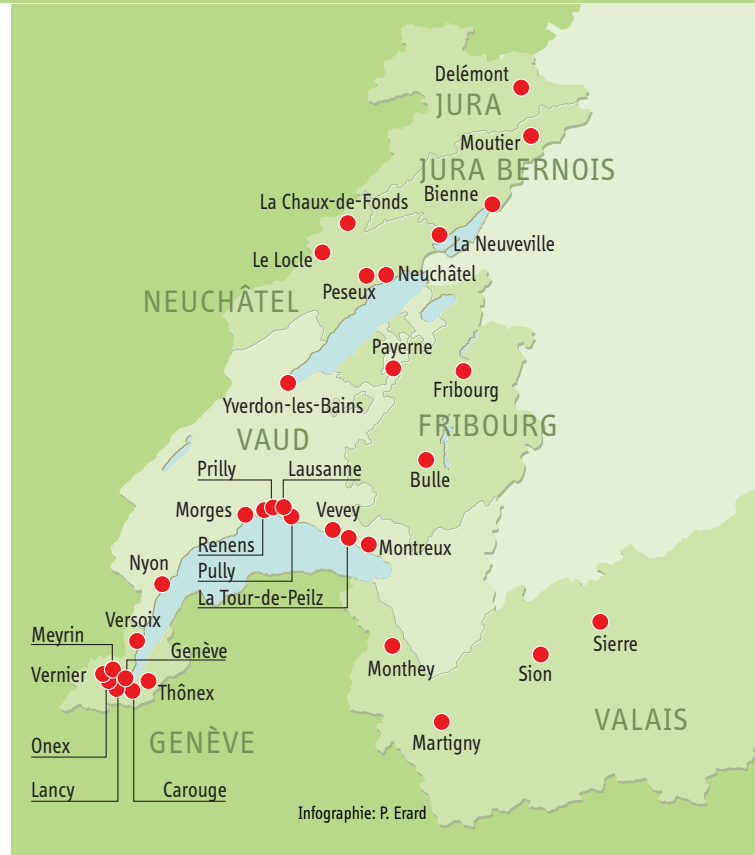 Delémont
JURA
Moutier
JURA BERNOIS
Bienne
La Chaux-de-Fonds
La Neuveville
Le Locle
Neuchâtel
Peseux
NEUCHÂTEL
Payerne
Fribourg
Yverdon-les-Bains
FRIBOURG
VAUD
Prilly
Lausanne
Bulle
Morges
Vevey
Renens
Montreux
Nyon
Pully
La Tour-de-Peilz
Versoix
Meyrin
Genève
Sierre
Vernier
Monthey
Sion
Thônex
VALAIS
Onex
GENÈVE
Martigny
Lancy
Carouge
Infographie: P. Erard